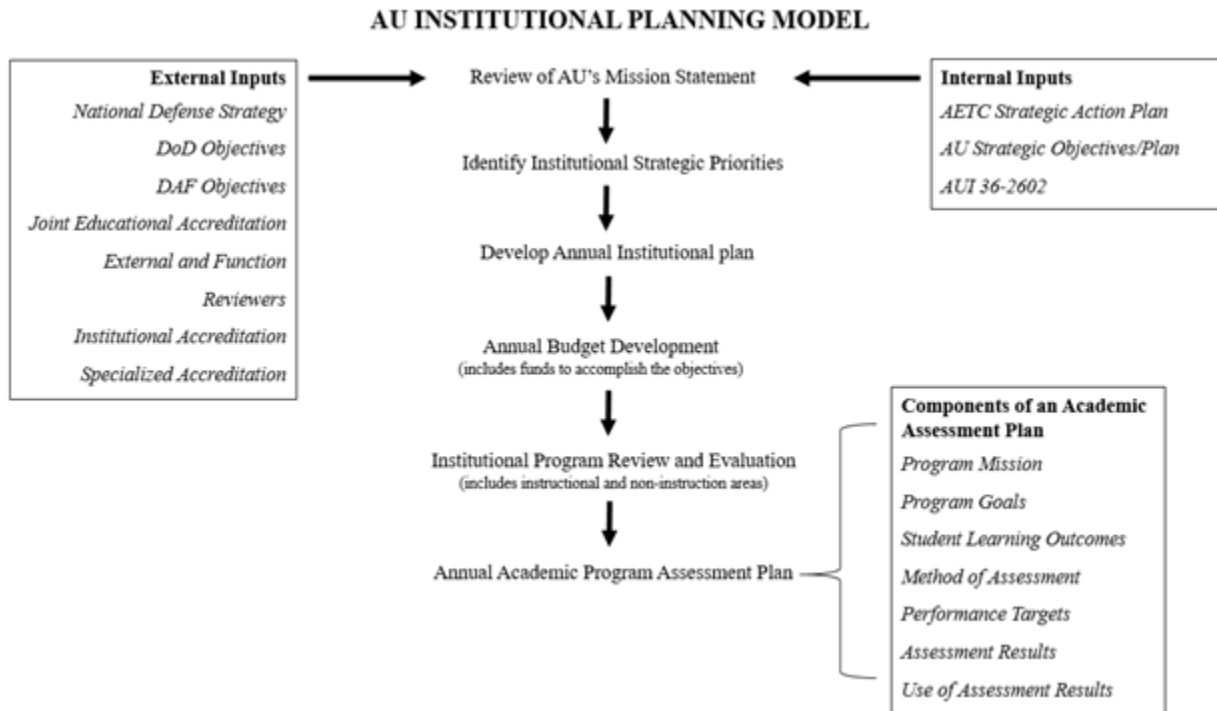 AU INSTITUTIONAL PLANNING MODEL
External Inputs
National Defense Strategy
DoD Objectives
DAF Objectives
Joint Educational Accreditation
External and Function
Reviewers
Institutional Accreditation
Specialized Accreditation
Review of AU's Mission Statement
Identify Institutional Strategic Priorities
Develop Annual Institutional plan
Annual Budget Development
(includes funds to accomplish the objectives)
Institutional Program Review and Evaluation
(includes instructional and non-instruction areas)
Annual Academic Program Assessment Plan
Internal Inputs
AETC Strategic Action Plan
AU Strategic Objectives/Plan
AUI 36-2602
Components of an Academic
Assessment Plan
Program Mission
Program Goals
Student Learning Outcomes
Method of Assessment
Performance Targets
Assessment Results
Use of Assessment Results